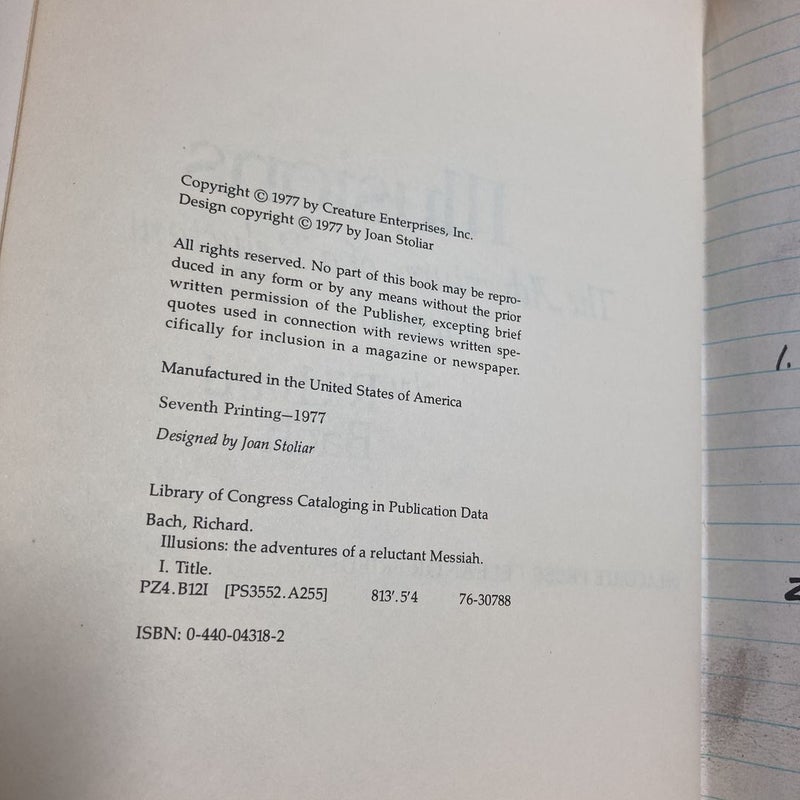 Copyright © 1977 by Creature Enterprises, Inc.
Design copyright © 1977 by Joan Stoliar
All rights reserved. No part of this book may be repro-
duced in any form or by any means without the prior
written permission of the Publisher, excepting brief
quotes used in connection with reviews written spe-
cifically for inclusion in a magazine or newspaper.
Manufactured in the United States of America
Seventh Printing—1977
Designed by Joan Stoliar
Library of Congress Cataloging in Publication Data
Bach, Richard.
Illusions: the adventures of a reluctant Messiah.
I. Title.
PZ4.B12I [PS3552.A255] 813'.5'4 76-30788
ISBN: 0-440-04318-2
1.
2